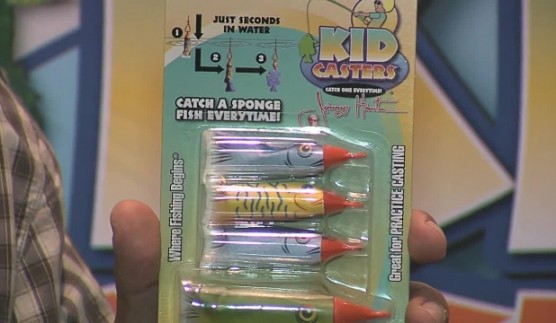 JUST SECONDS
IN WATER
1
2
3
KID
CASTERS
CATCH ONE EVERYTIME!
CATCH A SPONGE
FISH EVERYTIME!
Where Fishing Begins
Great for PRACTICE CASTING